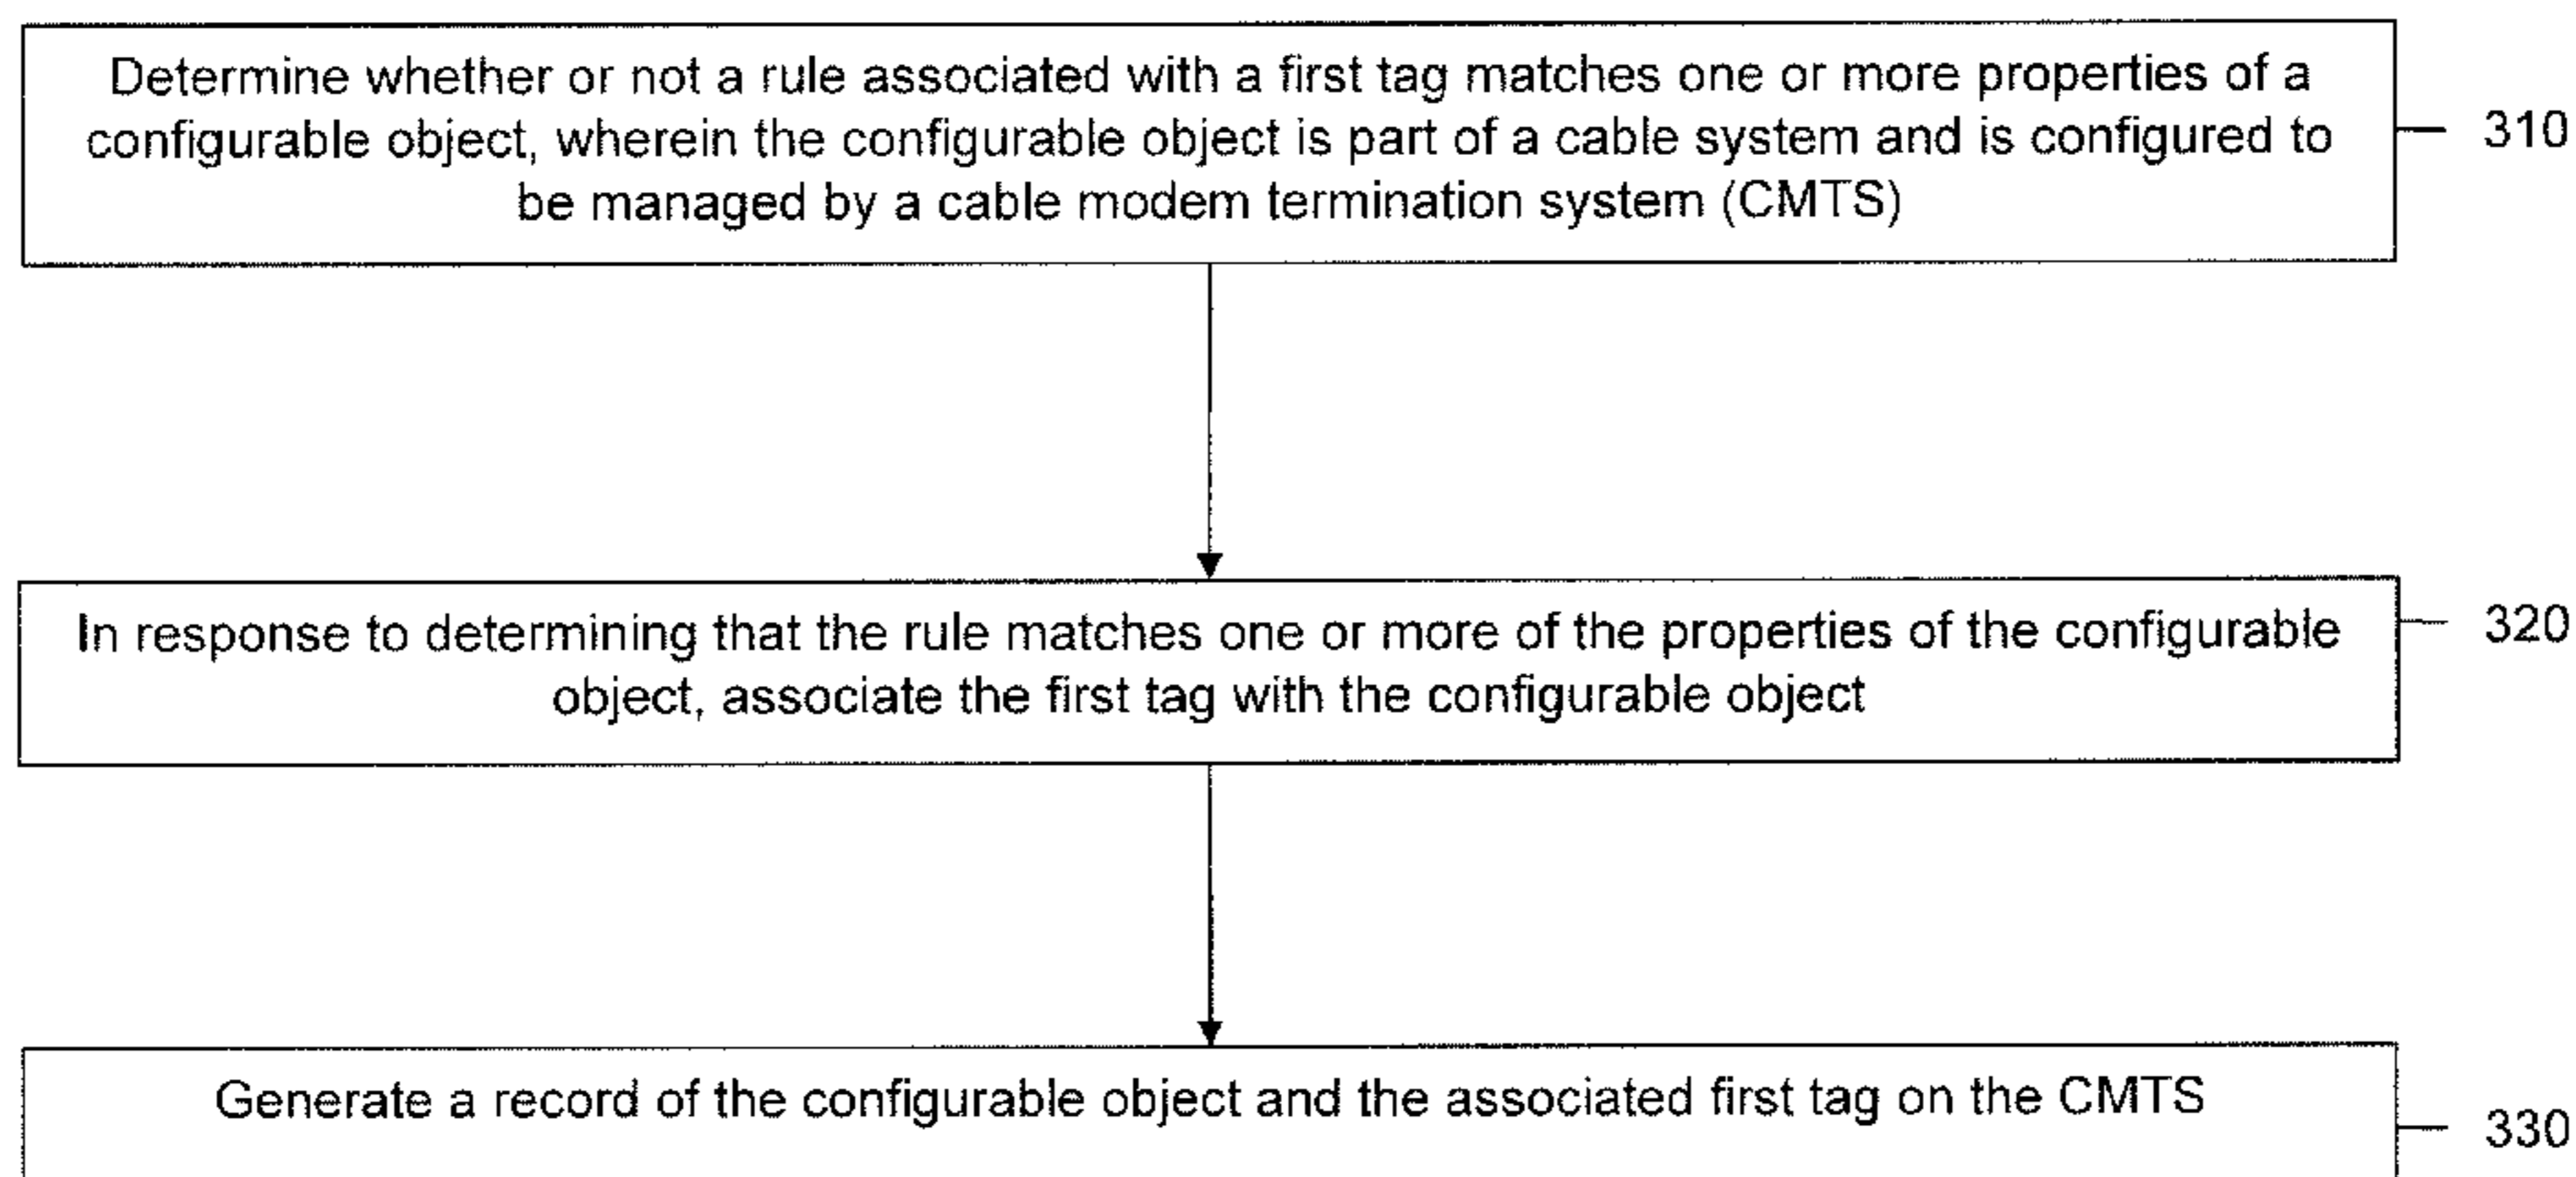 Determine whether or not a rule associated with a first tag matches one or more properties of a
configurable object, wherein the configurable object is part of a cable system and is configured to
be managed by a cable modem termination system (CMTS)
310
In response to determining that the rule matches one or more of the properties of the configurable
object, associate the first tag with the configurable object
320
Generate a record of the configurable object and the associated first tag on the CMTS
330